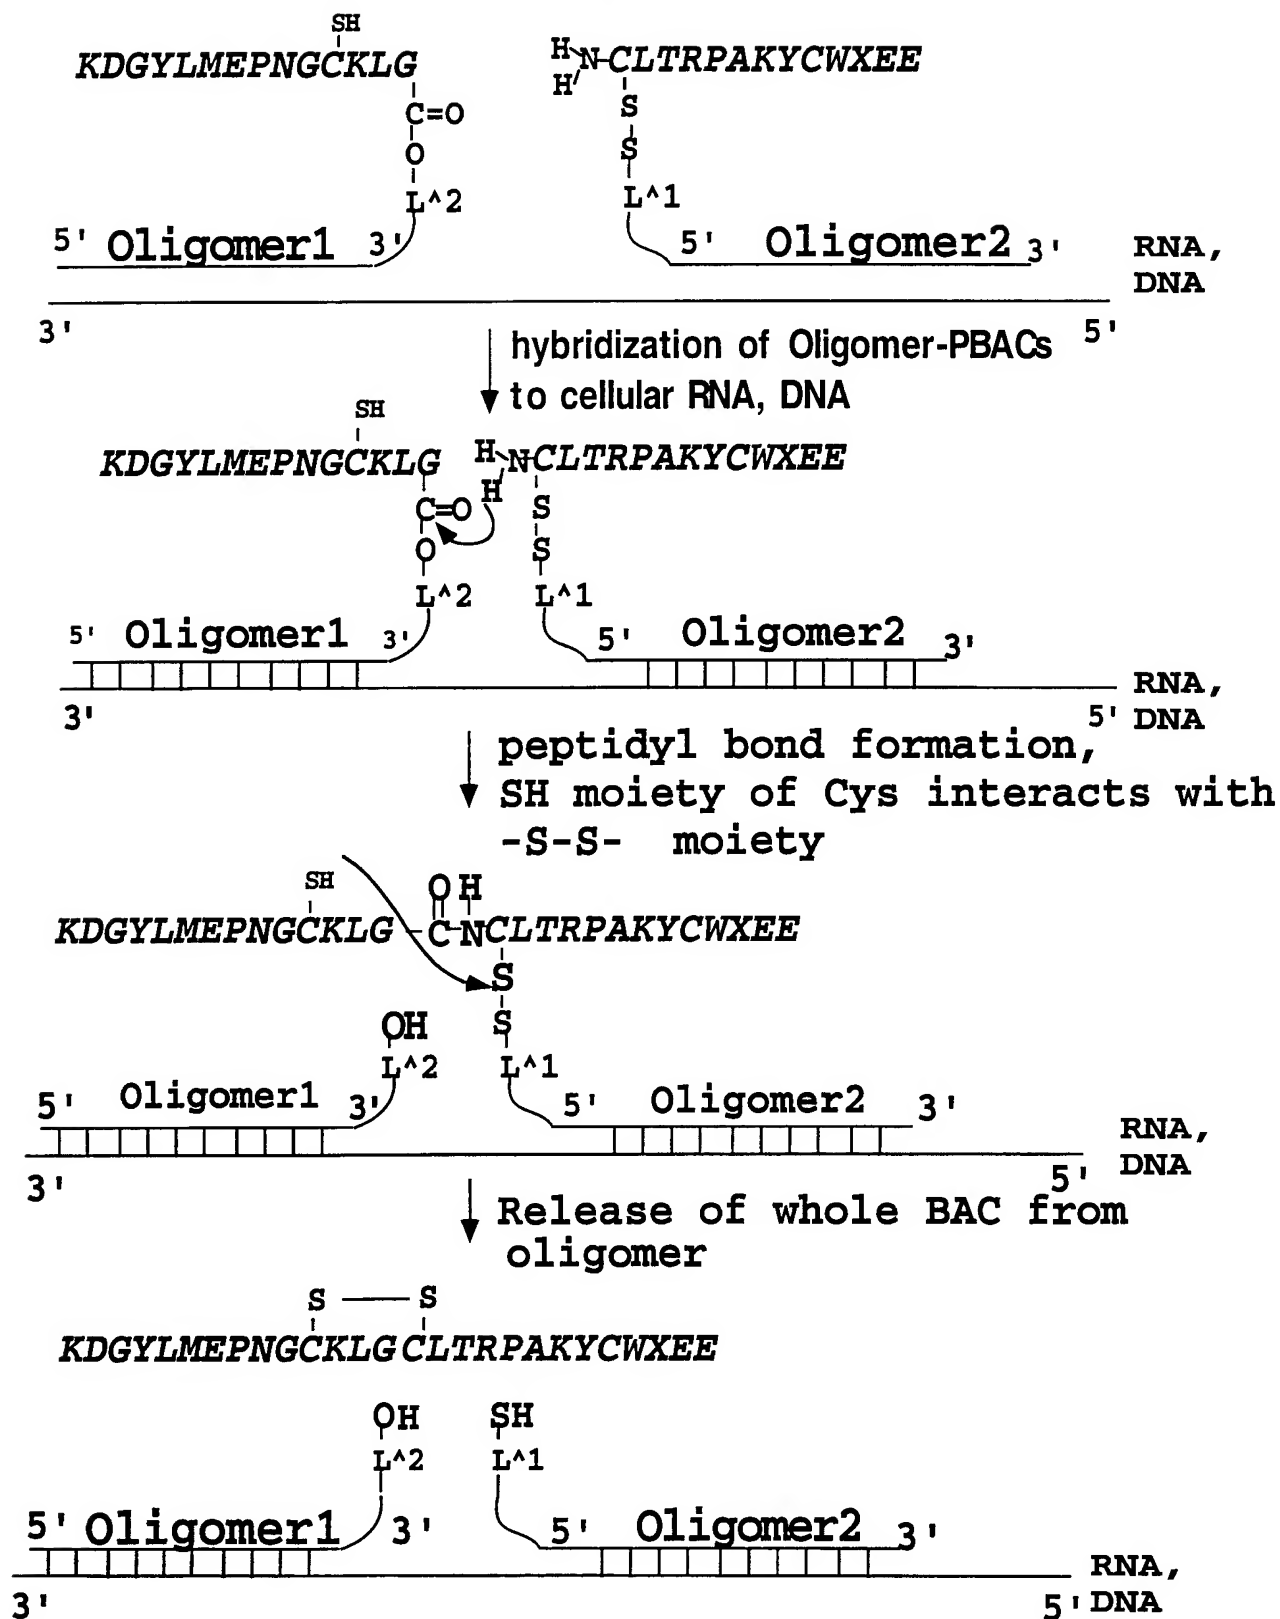 SH
KDGYLMEPNGCKLG
H
N-CLTRPAKYCWXEE
H
C=O
O
L^2
S
S
L^1
5' Oligomer1 3'
5' Oligomer2 3'
RNA,
DNA
3'
5'
hybridization of Oligomer-PBACs
to cellular RNA, DNA
SH
KDGYLMEPNGCKLG
H
N-CLTRPAKYCWXEE
H
C=O
O
L^2
S
S
L^1
5' Oligomer1 3'
5' Oligomer2 3'
RNA,
DNA
3'
5'
peptidyl bond formation,
SH moiety of Cys interacts with
-S-S- moiety
SH
O H
KDGYLMEPNGCKLG -C-NCLTRPAKYCWXEE
S
S
OH
L^2
L^1
5' Oligomer1 3'
5' Oligomer2 3'
RNA,
DNA
3'
5'
Release of whole BAC from
oligomer
S — S
KDGYLMEPNGCKLGCLTRPAKYCWXEE
OH
SH
L^2
L^1
5' Oligomer1 3'
5' Oligomer2 3'
RNA,
DNA
3'
5'